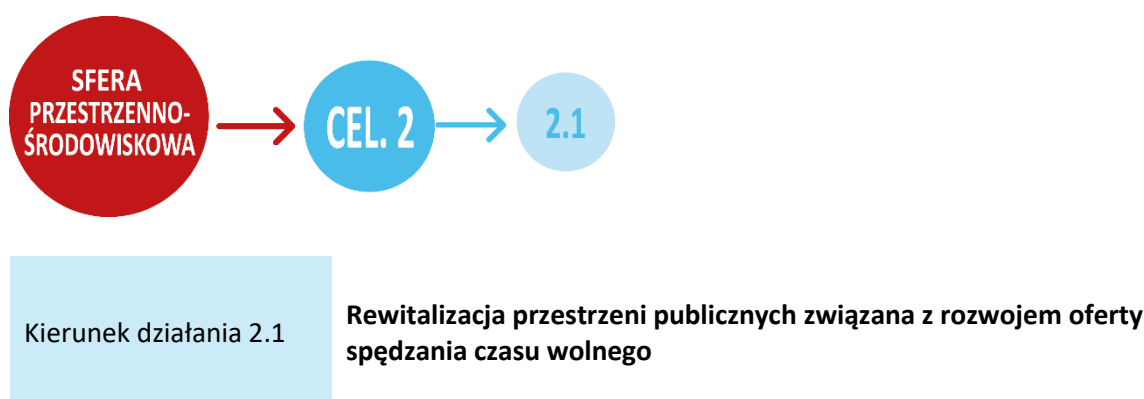 SFERA
PRZESTRZENNO-
ŚRODOWISKOWA
CEL. 2
2.1
Kierunek działania 2.1
Rewitalizacja przestrzeni publicznych związana z rozwojem oferty
spędzania czasu wolnego